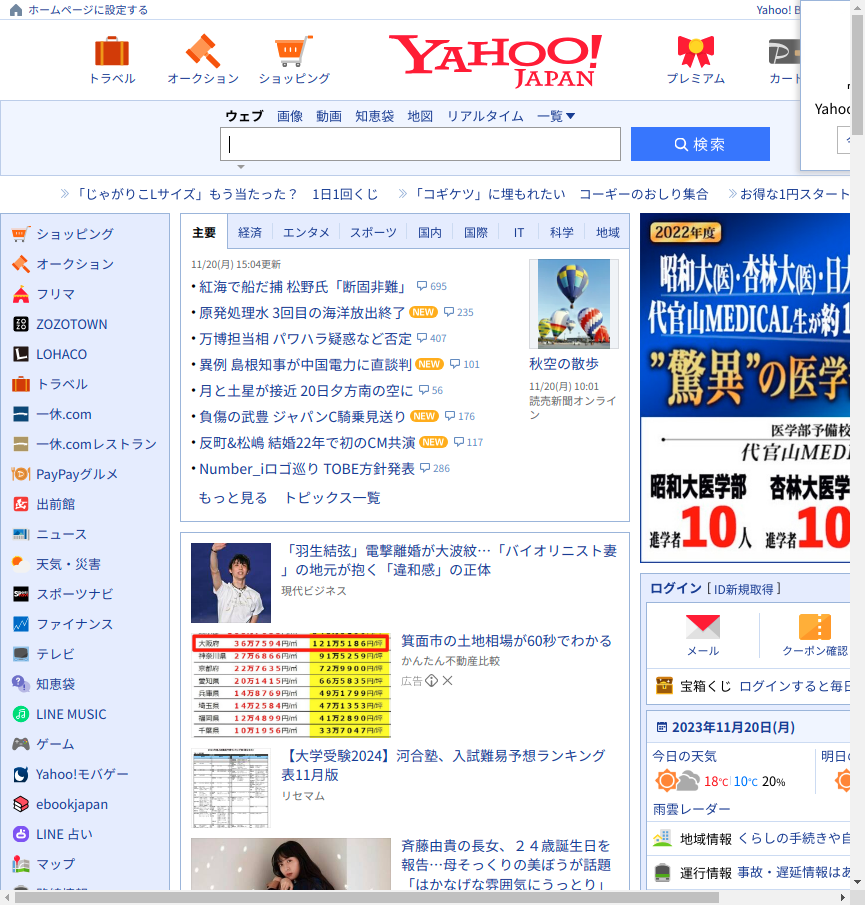 ホームページに設定する
Yahoo! B
トラベル
オークション
ショッピング
YAHOO!
JAPAN
プレミアム
カード
Yahoo
ウェブ 画像 動画 知恵袋 地図 リアルタイム 一覧
検索
「じゃがりこLサイズ」もう当たった？ 1日1回くじ
「コギケツ」に埋もれたい コーギーのおしり集合
お得な1円スタート
ショッピング
オークション
フリマ
ZOZOTOWN
LOHACO
トラベル
一休.com
一休.comレストラン
PayPayグルメ
出前館
ニュース
天気・災害
スポーツナビ
ファイナンス
テレビ
知恵袋
LINE MUSIC
ゲーム
Yahoo!モバゲー
ebookjapan
LINE 占い
マップ
主要 経済 エンタメ スポーツ 国内 国際 IT 科学 地域
11/20(月) 15:04更新
・紅海で船だ捕 松野氏「断固非難」 695
・原発処理水 3回目の海洋放出終了 NEW 235
・万博担当相 パワハラ疑惑など否定 407
・異例 島根知事が中国電力に直談判 NEW 101
・月と土星が接近 20日夕方南の空に 56
・負傷の武豊 ジャパンC騎乗見送り NEW 176
・反町&松嶋 結婚22年で初のCM共演 NEW 117
・Number_iロゴ巡り TOBE方針発表 286
もっと見る トピックス一覧
秋空の散歩
11/20(月) 10:01
読売新聞オンライ
ン
「羽生結弦」電撃離婚が大波紋…「バイオリニスト妻
」の地元が抱く「違和感」の正体
現代ビジネス
大阪府 36万7594円/㎡ 121万5186円/坪
神奈川県 27万6866円/㎡ 91万5259円/坪
京都府 22万7635円/㎡ 72万9900円/坪
愛知県 20万1415円/㎡ 66万5835円/坪
兵庫県 14万8769円/㎡ 49万1799円/坪
埼玉県 14万2584円/㎡ 47万1353円/坪
福岡県 12万4899円/㎡ 41万2890円/坪
千葉県 10万1956円/㎡ 33万7047円/坪
箕面市の土地相場が60秒でわかる
かんたん不動産比較
広告
【大学受験2024】河合塾、入試難易予想ランキング
表11月版
リセマム
斉藤由貴の長女、２４歳誕生日を
報告…母そっくりの美ぼうが話題
「はかなげな雰囲気にうっとり」
2022年度
昭和大(医)・杏林大(医)・日
代官山MEDICAL生が約1
"驚異"の医学
医学部予備校
代官山MED
昭和大医学部 杏林大医学
進学者10人 進学者10
ログイン [ ID新規取得 ]
メール
クーポン確認
宝箱くじ ログインすると毎日
2023年11月20日(月)
今日の天気
明日
18℃ 10℃ 20%
雨雲レーダー
地域情報 くらしの手続きや自
運行情報 事故・遅延情報はあ